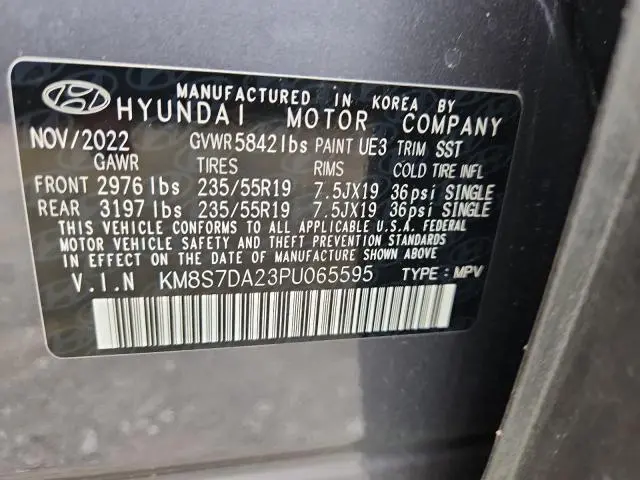 MANUFACTURED IN KOREA BY
HYUNDAI MOTOR COMPANY
NOV/2022 GVWR 5842 lbs PAINT UE3 TRIM SST
GAWR TIRES RIMS COLD TIRE INFL
FRONT 2976 lbs 235/55R19 7.5JX19 36psi SINGLE
REAR 3197 lbs 235/55R19 7.5JX19 36psi SINGLE
THIS VEHICLE CONFORMS TO ALL APPLICABLE U.S.A. FEDERAL
MOTOR VEHICLE SAFETY AND THEFT PREVENTION STANDARDS
IN EFFECT ON THE DATE OF MANUFACTURE SHOWN ABOVE.
V.I.N KM8S7DA23PU065595 TYPE: MPV